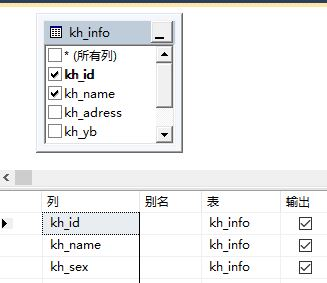 kh_info
* (所有列)
kh_id
kh_name
kh_adress
kh_yb
列 别名 表 输出
kh_id kh_info
kh_name kh_info
kh_sex kh_info